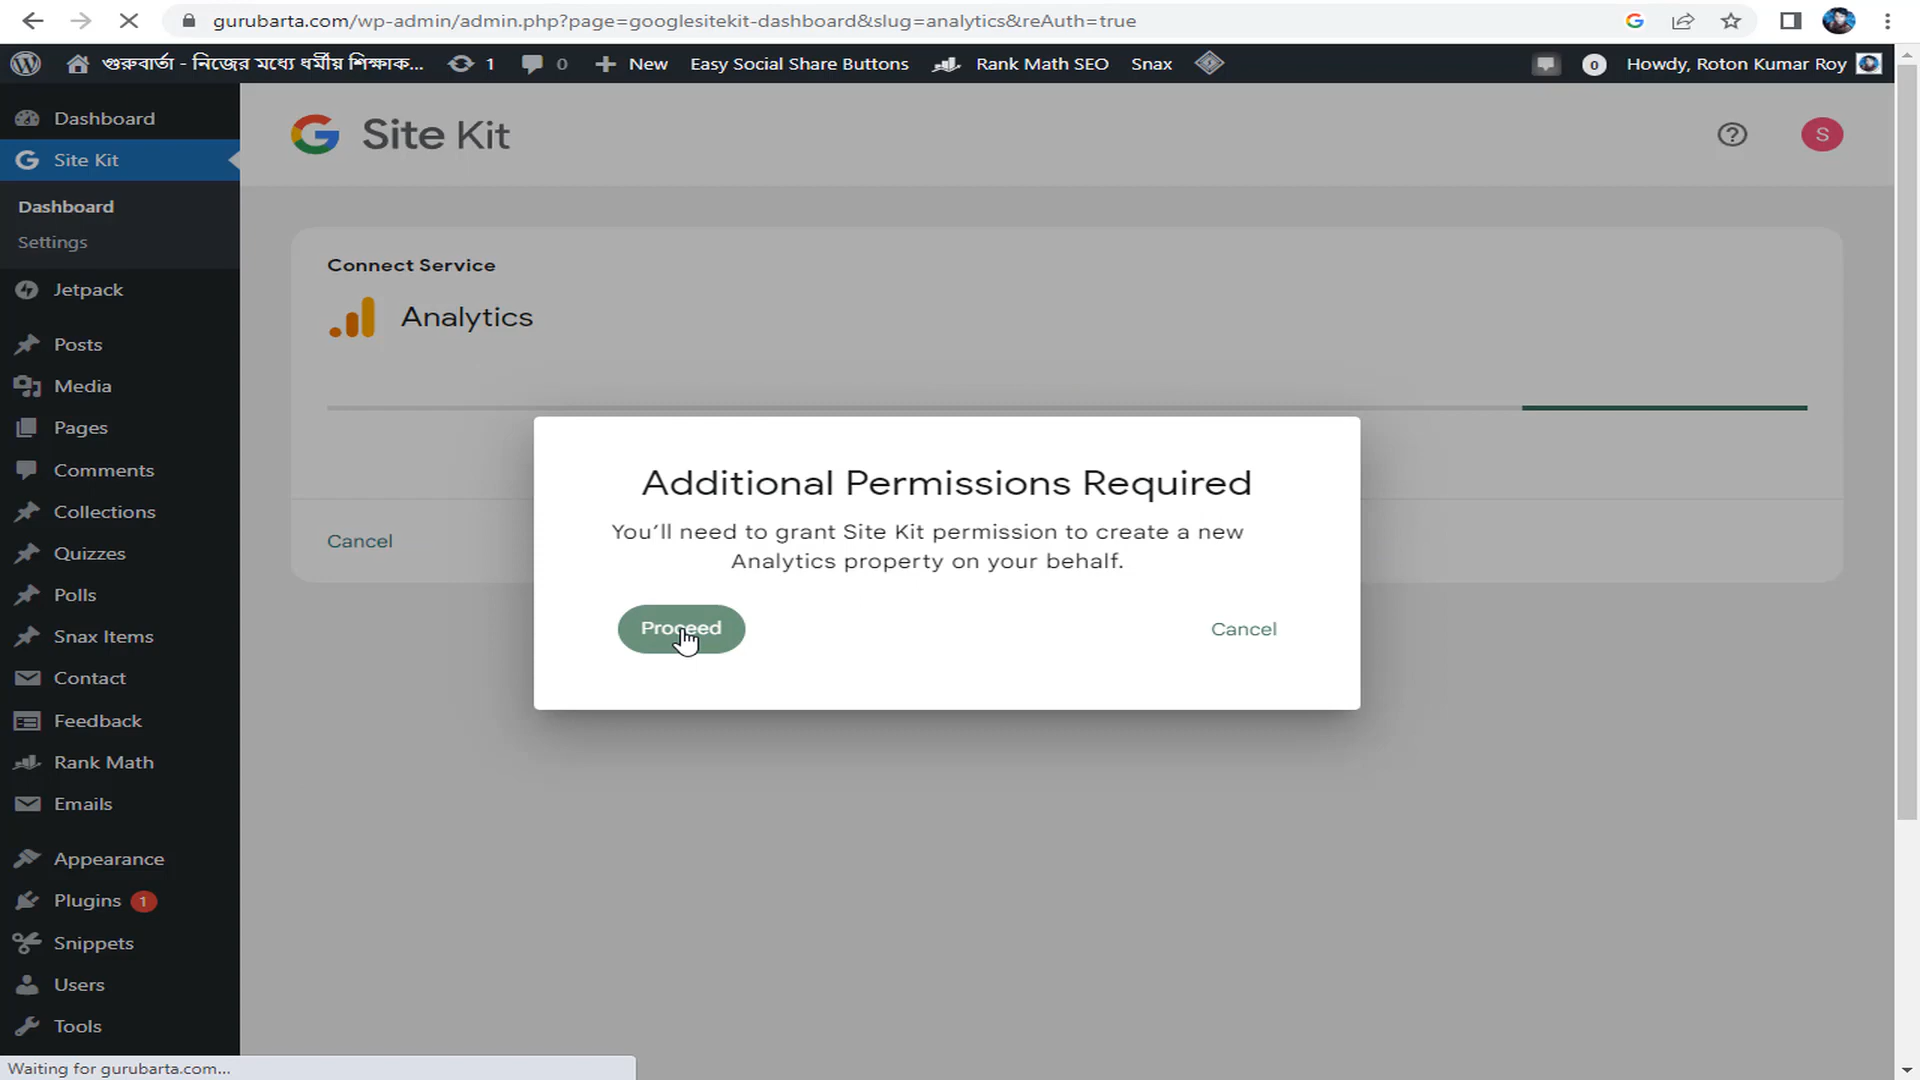 gurubarta.com/wp-admin/admin.php?page=googlesitekit-dashboard&slug=analytics&reAuth=true
গুরুবার্তা - নিজের মধ্যে ধর্মীয় শিক্ষাক... 1 0 New Easy Social Share Buttons Rank Math SEO Snax 0 Howdy, Roton Kumar Roy
Dashboard
Site Kit
Dashboard
Settings
Jetpack
Posts
Media
Pages
Comments
Collections
Quizzes
Polls
Snax Items
Contact
Feedback
Rank Math
Emails
Appearance
Plugins 1
Snippets
Users
Tools
Site Kit
S
Connect Service
Analytics
Cancel
Additional Permissions Required
You’ll need to grant Site Kit permission to create a new
Analytics property on your behalf.
Proceed Cancel
Waiting for gurubarta.com...